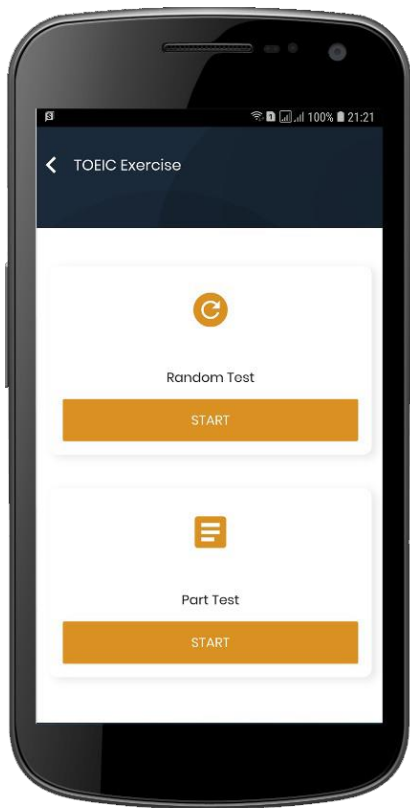 100% 21:21
TOEIC Exercise
Random Test
START
Part Test
START